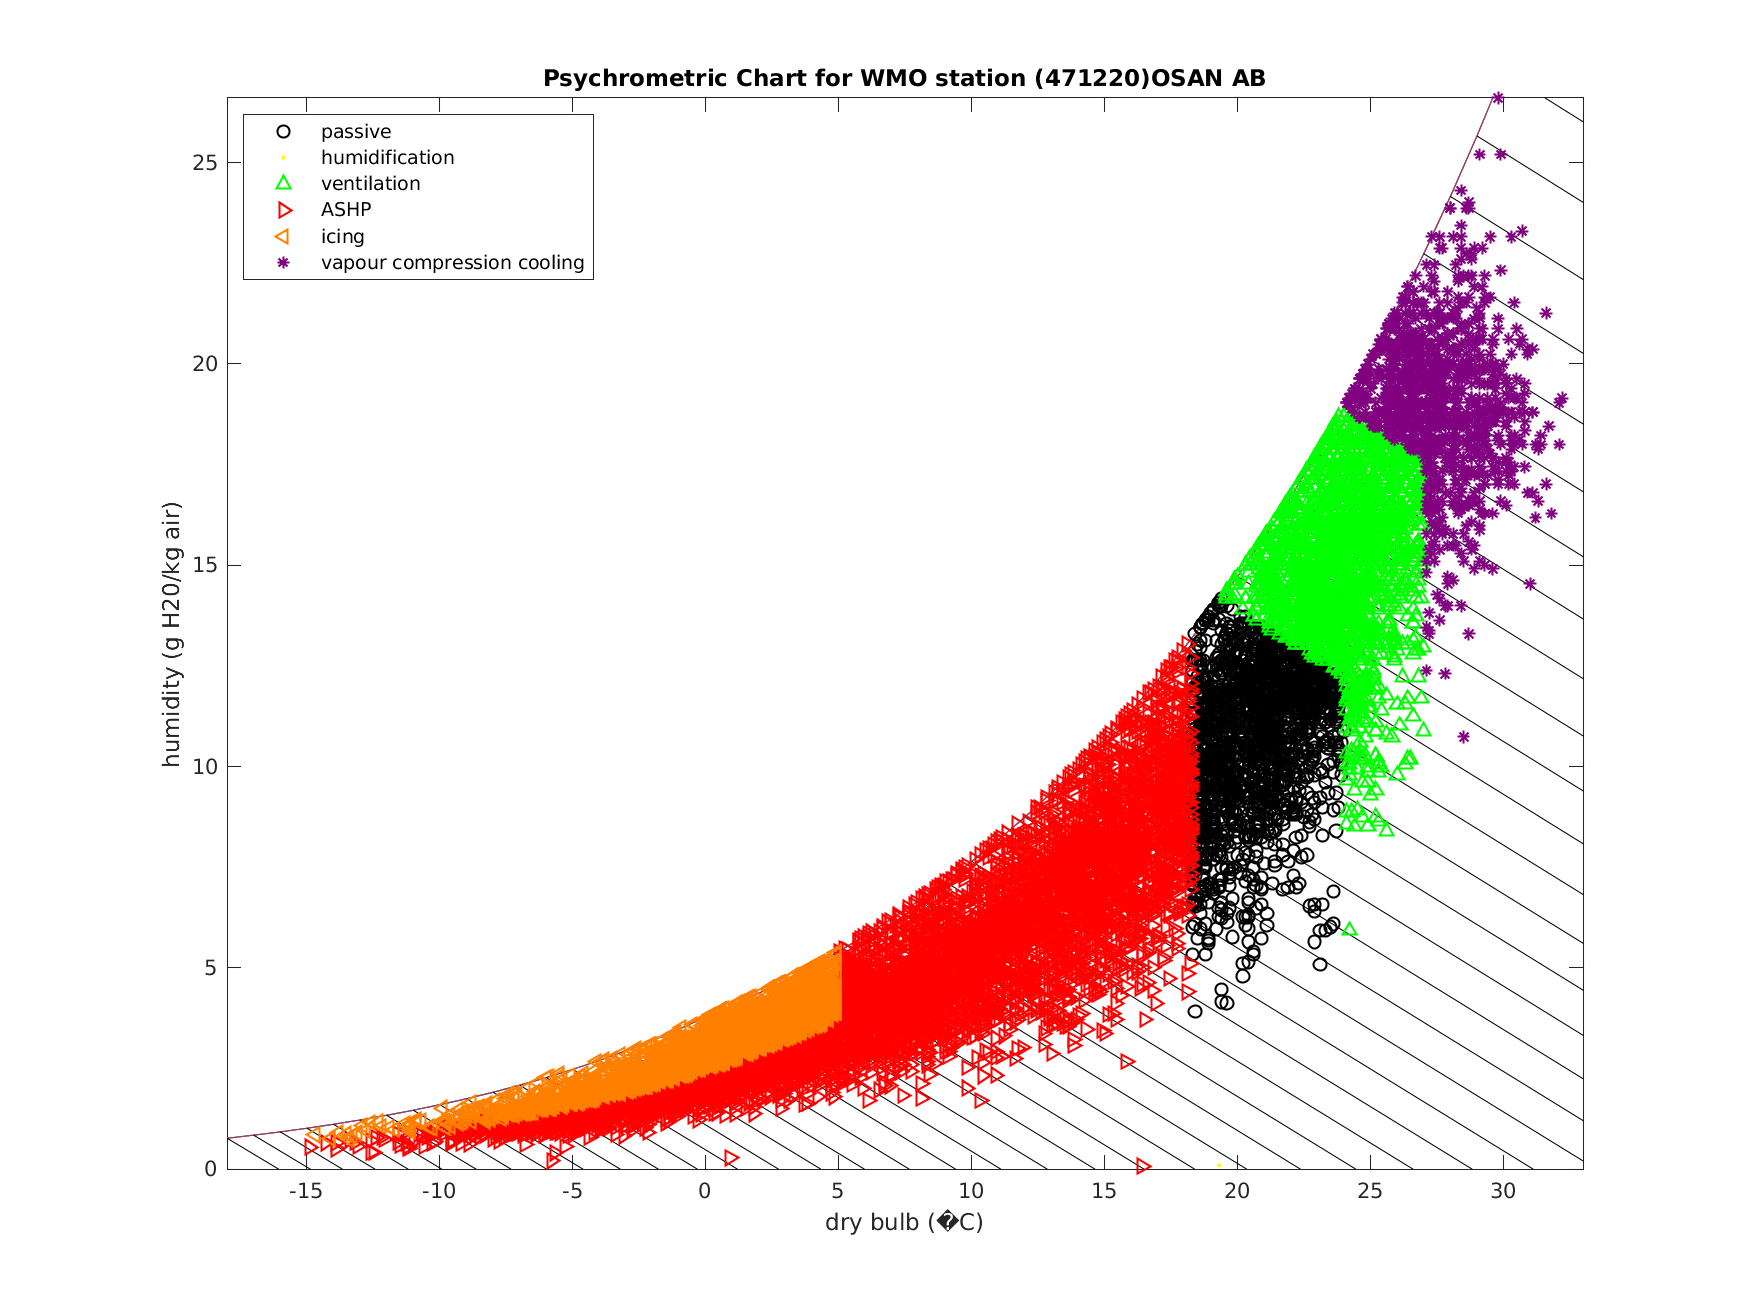 Psychrometric Chart for WMO station (471220)OSAN AB
passive
humidification
ventilation
ASHP
icing
vapour compression cooling
humidity (g H20/kg air)
25
20
15
10
5
0
-15 -10 -5 0 5 10 15 20 25 30
dry bulb (�C)